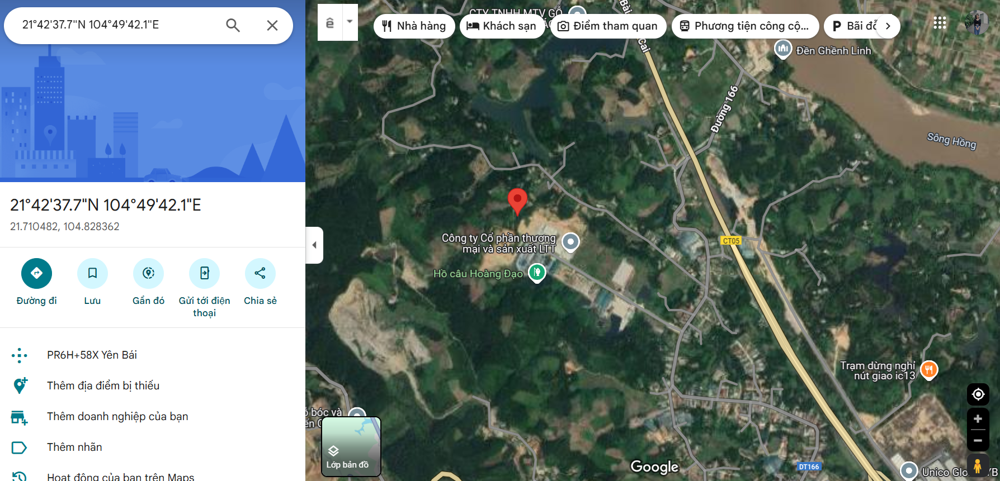 21°42'37.7"N 104°49'42.1"E
ê
Nhà hàng
Khách sạn
Điểm tham quan
Phương tiện công cộ...
P Bãi đỗ
21°42'37.7"N 104°49'42.1"E
21.710482, 104.828362
Đường đi
Lưu
Gần đó
Gửi tới điện
thoại
Chia sẻ
PR6H+58X Yên Bái
Thêm địa điểm bị thiếu
Thêm doanh nghiệp của bạn
Thêm nhãn
Hoạt động của bạn trên Maps
CTY TNHH MTV GỖ
Bài
Cai
Đền Ghềnh Linh
Đường 166
Sông Hồng
Công ty Cổ phần thương
mại và sản xuất LTT
CT05
Hồ câu Hoàng Đạo
Trạm dừng nghỉ
nút giao ic13
bóc và
Lớp bản đồ
Google
DT166
Unico Glo
YB